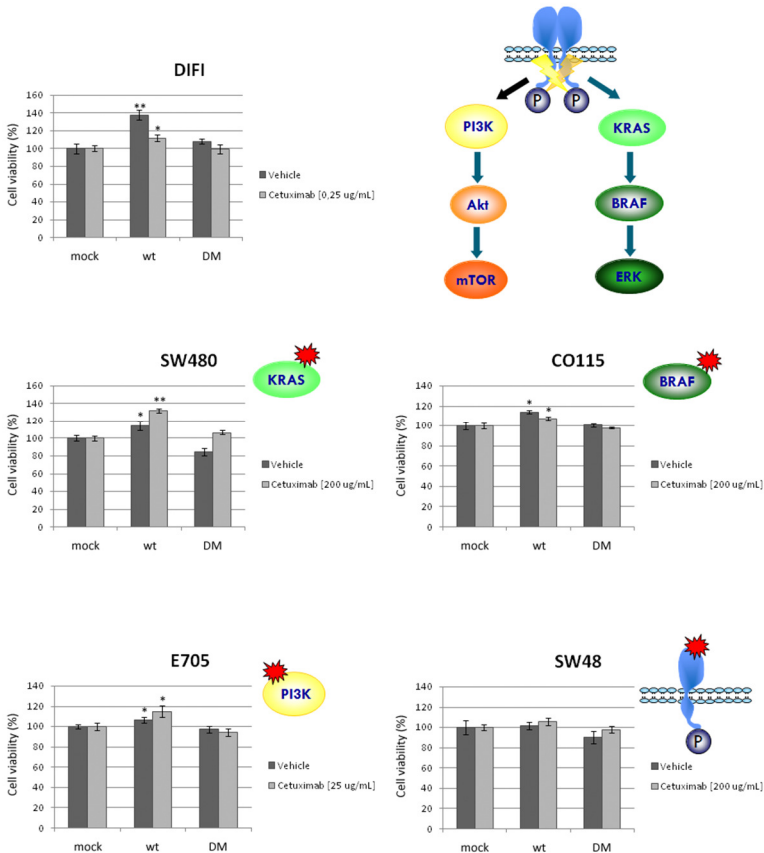 DIFI
Cell viability (%)
160
140
120
100
80
60
40
20
0
**
*
mock
wt
DM
Vehicle
Cetuximab [0,25 ug/mL]
P
P
PI3K
KRAS
Akt
BRAF
mTOR
ERK
SW480
KRAS
Cell viability (%)
160
140
120
100
80
60
40
20
0
*
**
mock
wt
DM
Vehicle
Cetuximab [200 ug/mL]
CO115
BRAF
Cell viability (%)
140
120
100
80
60
40
20
0
*
*
mock
wt
DM
Vehicle
Cetuximab [200 ug/mL]
E705
PI3K
Cell viability (%)
140
120
100
80
60
40
20
0
*
*
mock
wt
DM
Vehicle
Cetuximab [25 ug/mL]
SW48
P
Cell viability (%)
140
120
100
80
60
40
20
0
mock
wt
DM
Vehicle
Cetuximab [200 ug/mL]